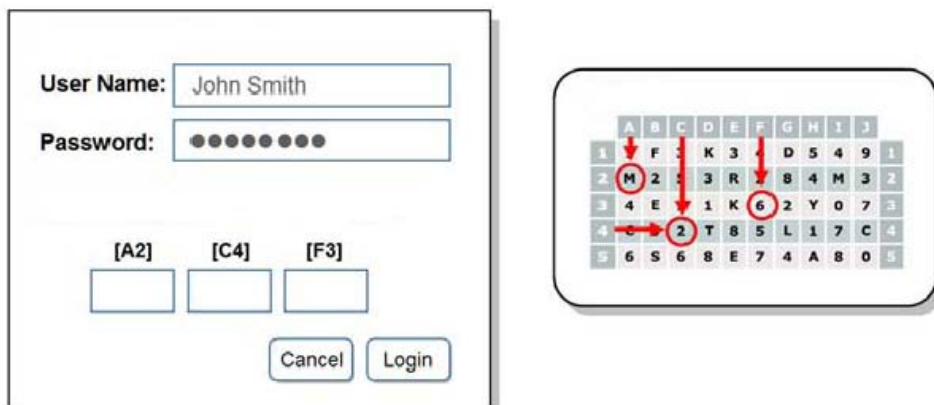 User Name: John Smith
Password:
[A2] [C4] [F3]
Cancel Login
A B C D E F G H I J
1 F K 3 D 5 4 9 1
2 M 2 3 R 8 4 M 3 2
3 4 E 1 K 6 2 Y 0 7 3
4 2 T 8 5 L 1 7 C 4
5 6 S 6 8 E 7 4 A 8 0 5